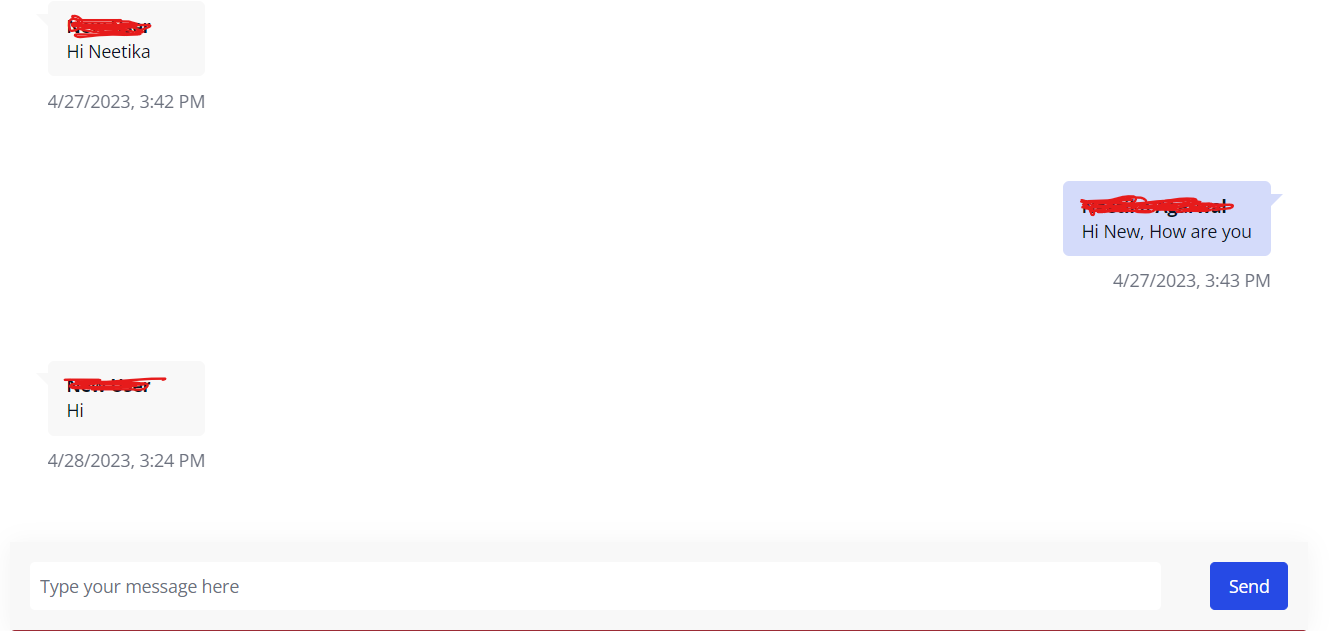 Hi Neetika
4/27/2023, 3:42 PM
Hi New, How are you
4/27/2023, 3:43 PM
Hi
4/28/2023, 3:24 PM
Type your message here
Send